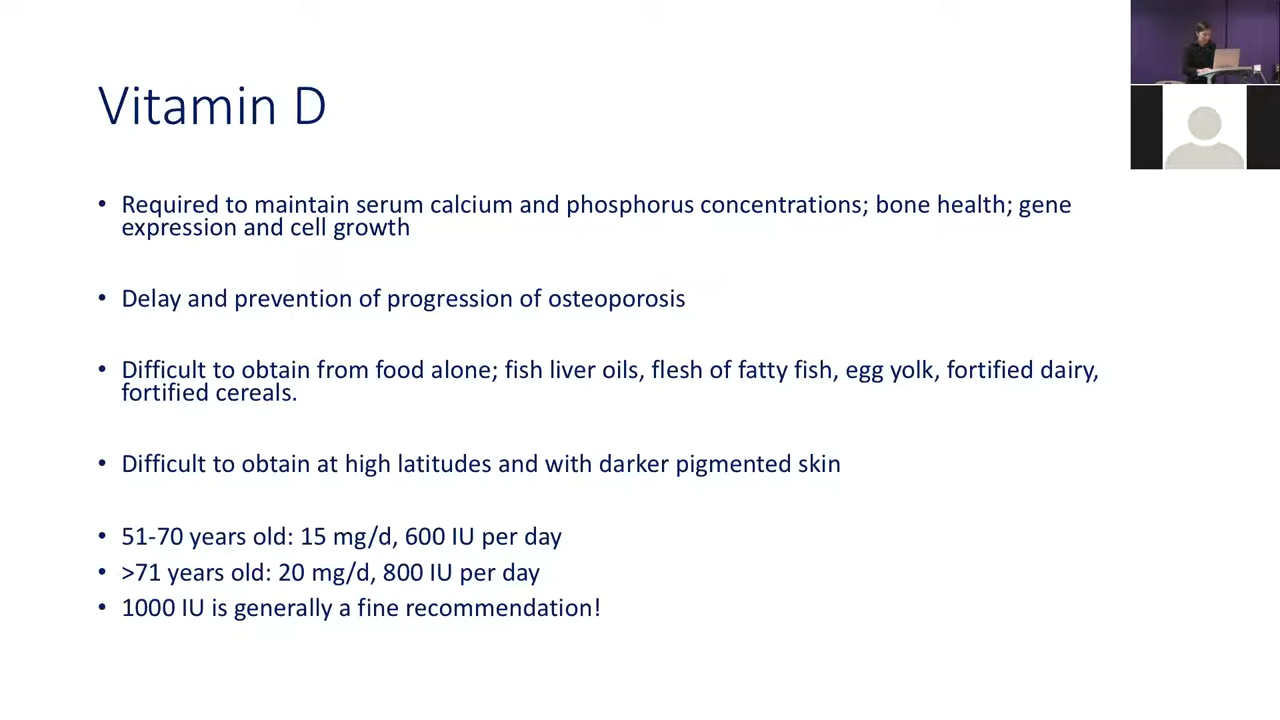 Vitamin D
• Required to maintain serum calcium and phosphorus concentrations; bone health; gene
expression and cell growth
• Delay and prevention of progression of osteoporosis
• Difficult to obtain from food alone; fish liver oils, flesh of fatty fish, egg yolk, fortified dairy,
fortified cereals.
• Difficult to obtain at high latitudes and with darker pigmented skin
• 51-70 years old: 15 mg/d, 600 IU per day
• >71 years old: 20 mg/d, 800 IU per day
• 1000 IU is generally a fine recommendation!